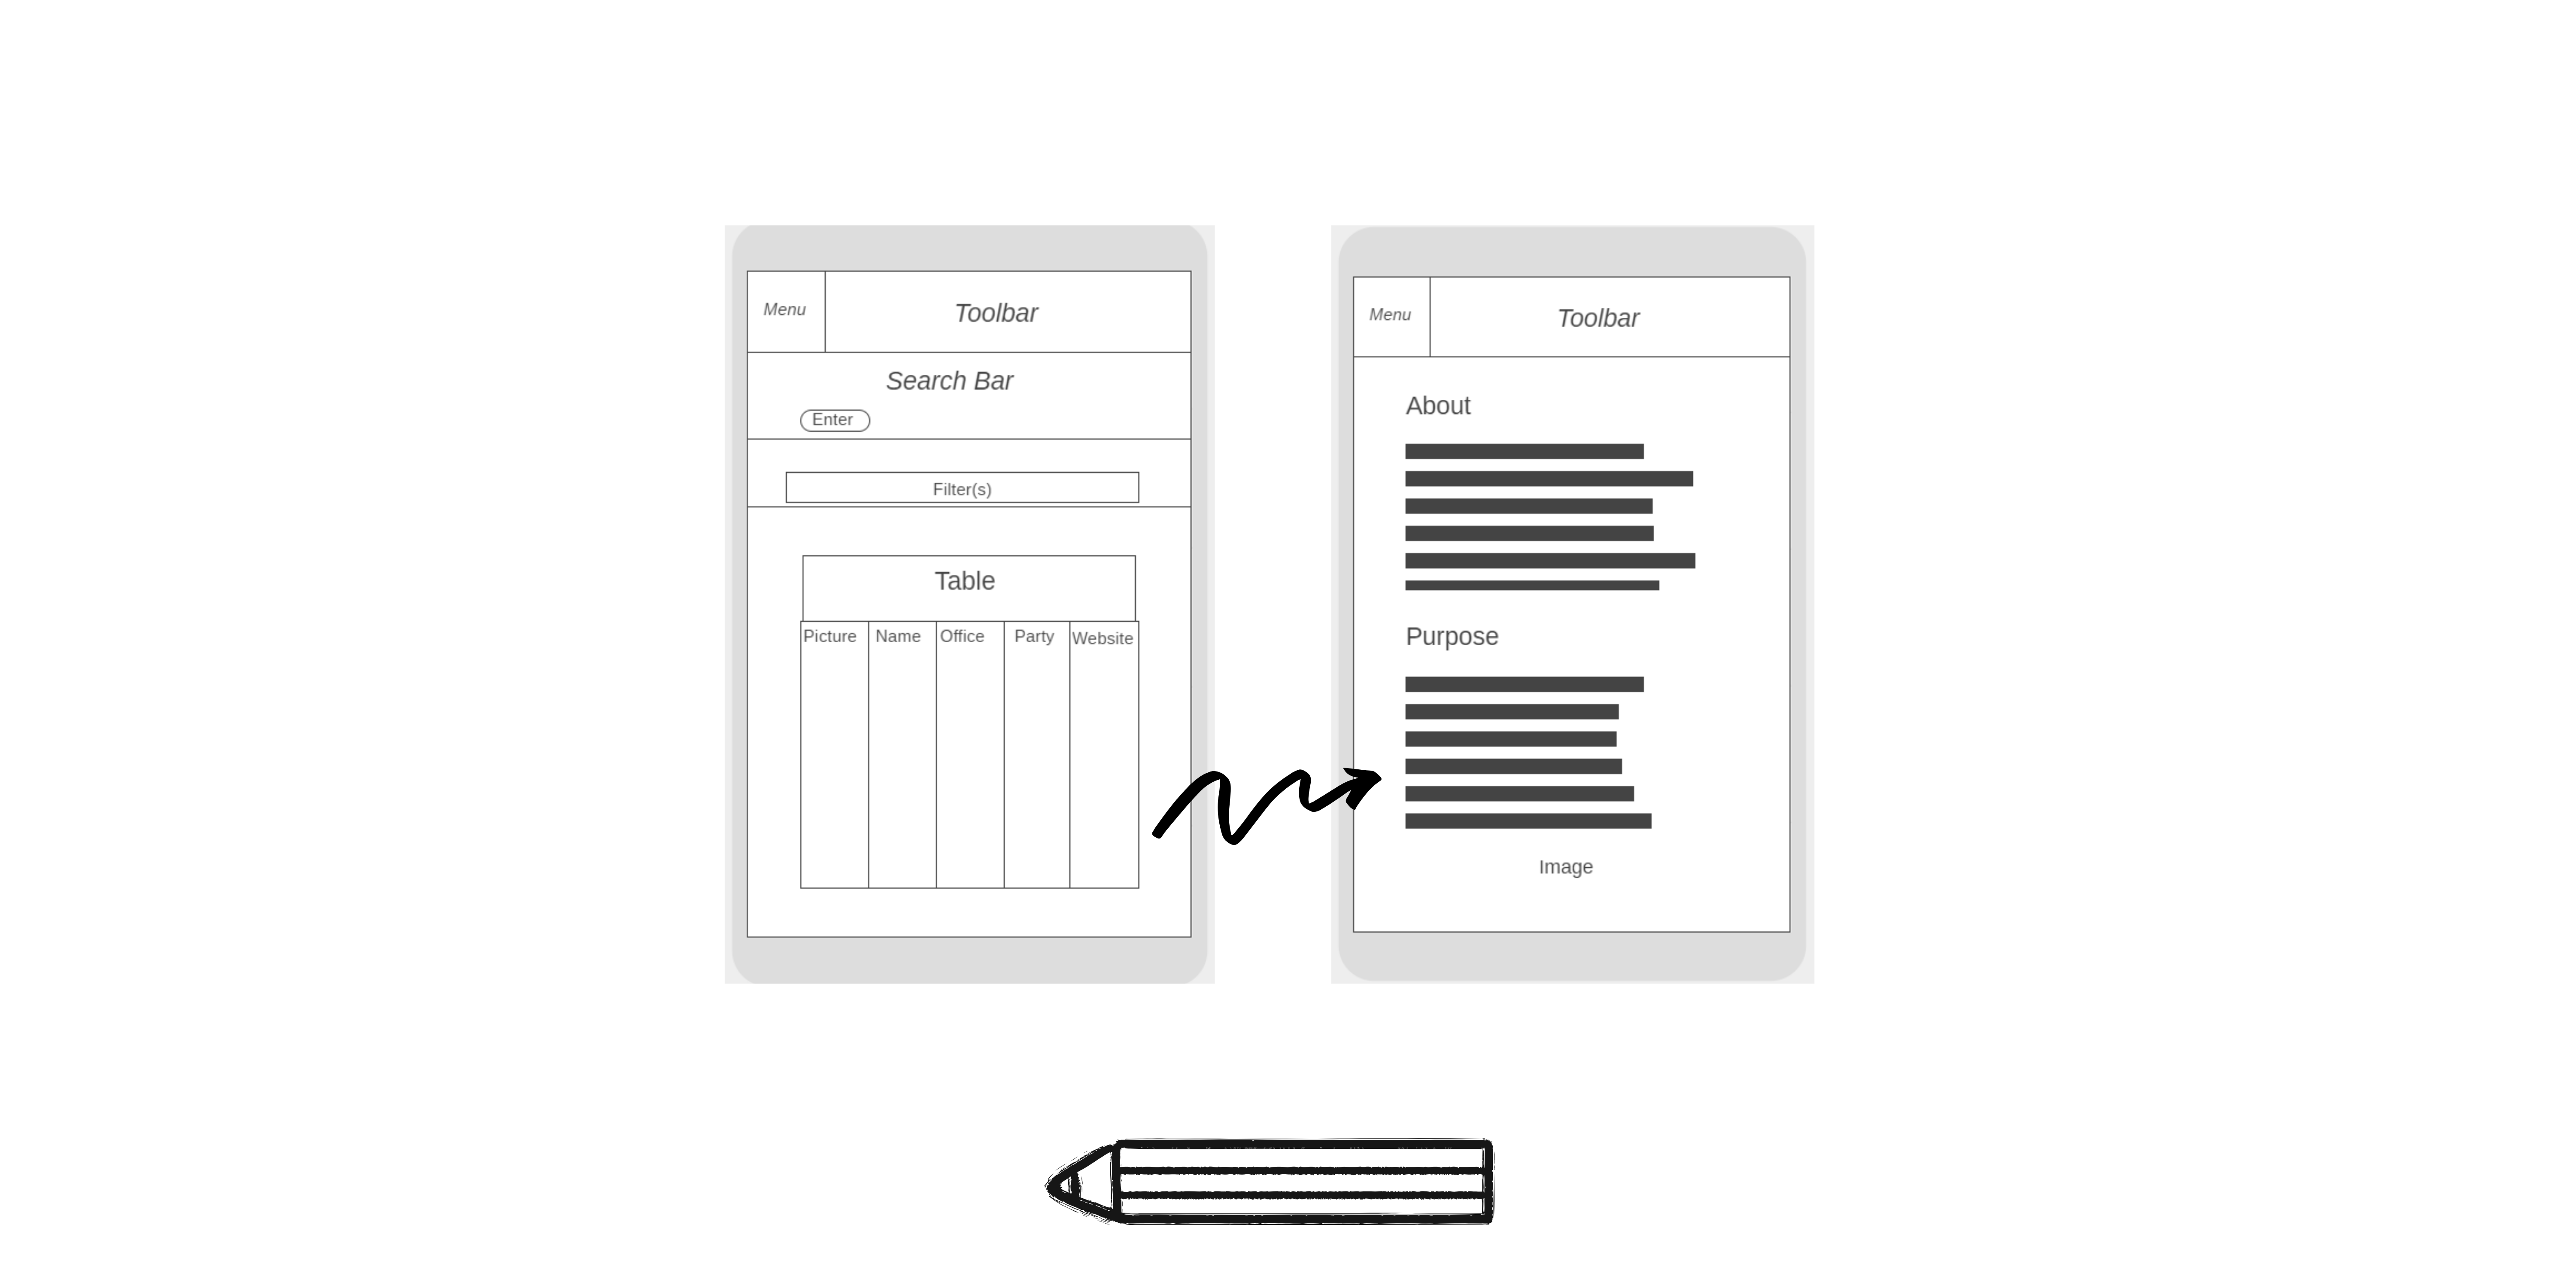 Menu
Toolbar
Search Bar
Enter
Filter(s)
Table
Picture Name Office Party Website
Menu
Toolbar
About
Purpose
Image